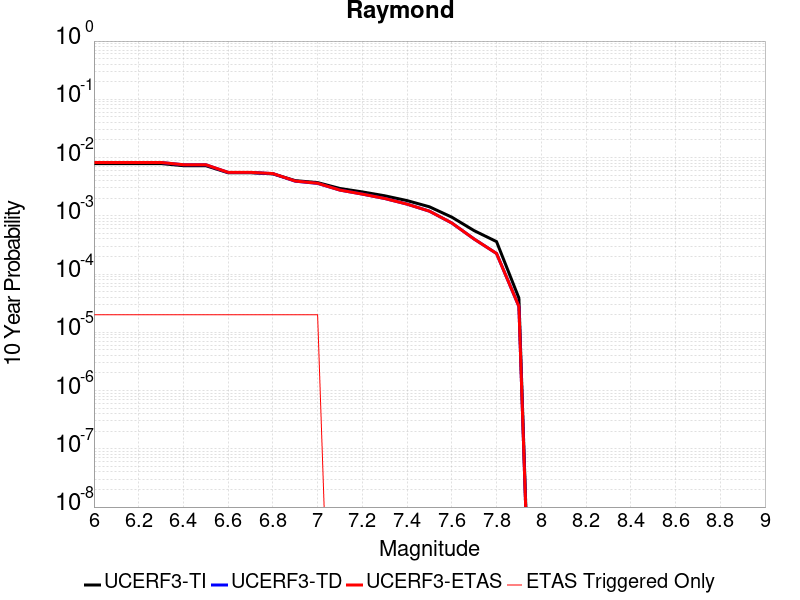 Raymond
10 Year Probability
10^0
10^-1
10^-2
10^-3
10^-4
10^-5
10^-6
10^-7
10^-8
6 6.2 6.4 6.6 6.8 7 7.2 7.4 7.6 7.8 8 8.2 8.4 8.6 8.8 9
Magnitude
UCERF3-TI UCERF3-TD UCERF3-ETAS ETAS Triggered Only